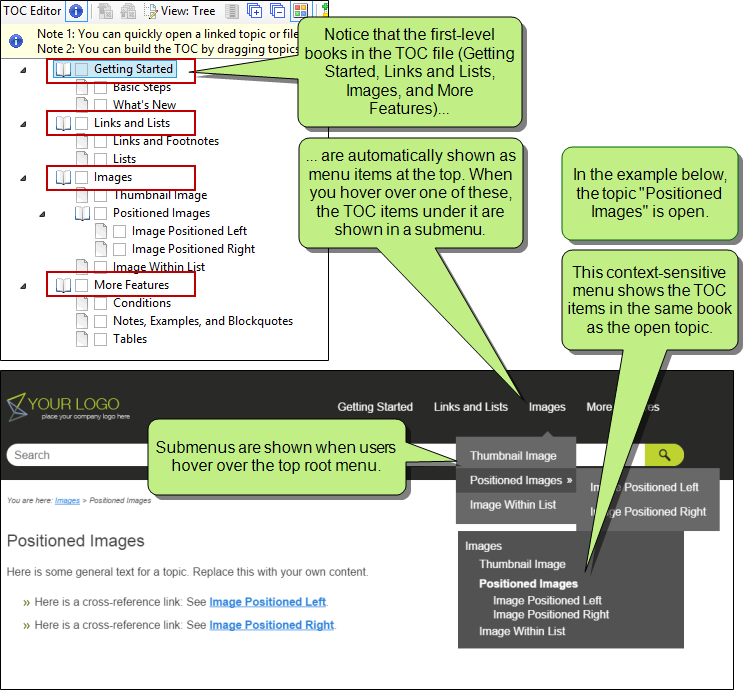 TOC Editor
View: Tree
Note 1: You can quickly open a linked topic or file
Note 2: You can build the TOC by dragging topics
Getting Started
Basic Steps
What's New
Links and Lists
Links and Footnotes
Lists
Images
Thumbnail Image
Positioned Images
Image Positioned Left
Image Positioned Right
Image Within List
More Features
Conditions
Notes, Examples, and Blockquotes
Tables
Notice that the first-level
books in the TOC file (Getting
Started, Links and Lists,
Images, and More
Features)...
... are automatically shown as
menu items at the top. When
you hover over one of these,
the TOC items under it are
shown in a submenu.
In the example below,
the topic "Positioned
Images" is open.
This context-sensitive
menu shows the TOC
items in the same book
as the open topic.
YOUR LOGO
place your company logo here
Getting Started Links and Lists Images More
Search
Submenus are shown when users
hover over the top root menu.
Thumbnail Image
Positioned Images »
Image Within List
Image Positioned Left
Image Positioned Right
You are here: Images > Positioned Images
Positioned Images
Here is some general text for a topic. Replace this with your own content.
» Here is a cross-reference link: See Image Positioned Left.
» Here is a cross-reference link: See Image Positioned Right.
Images
Thumbnail Image
Positioned Images
Image Positioned Left
Image Positioned Right
Image Within List